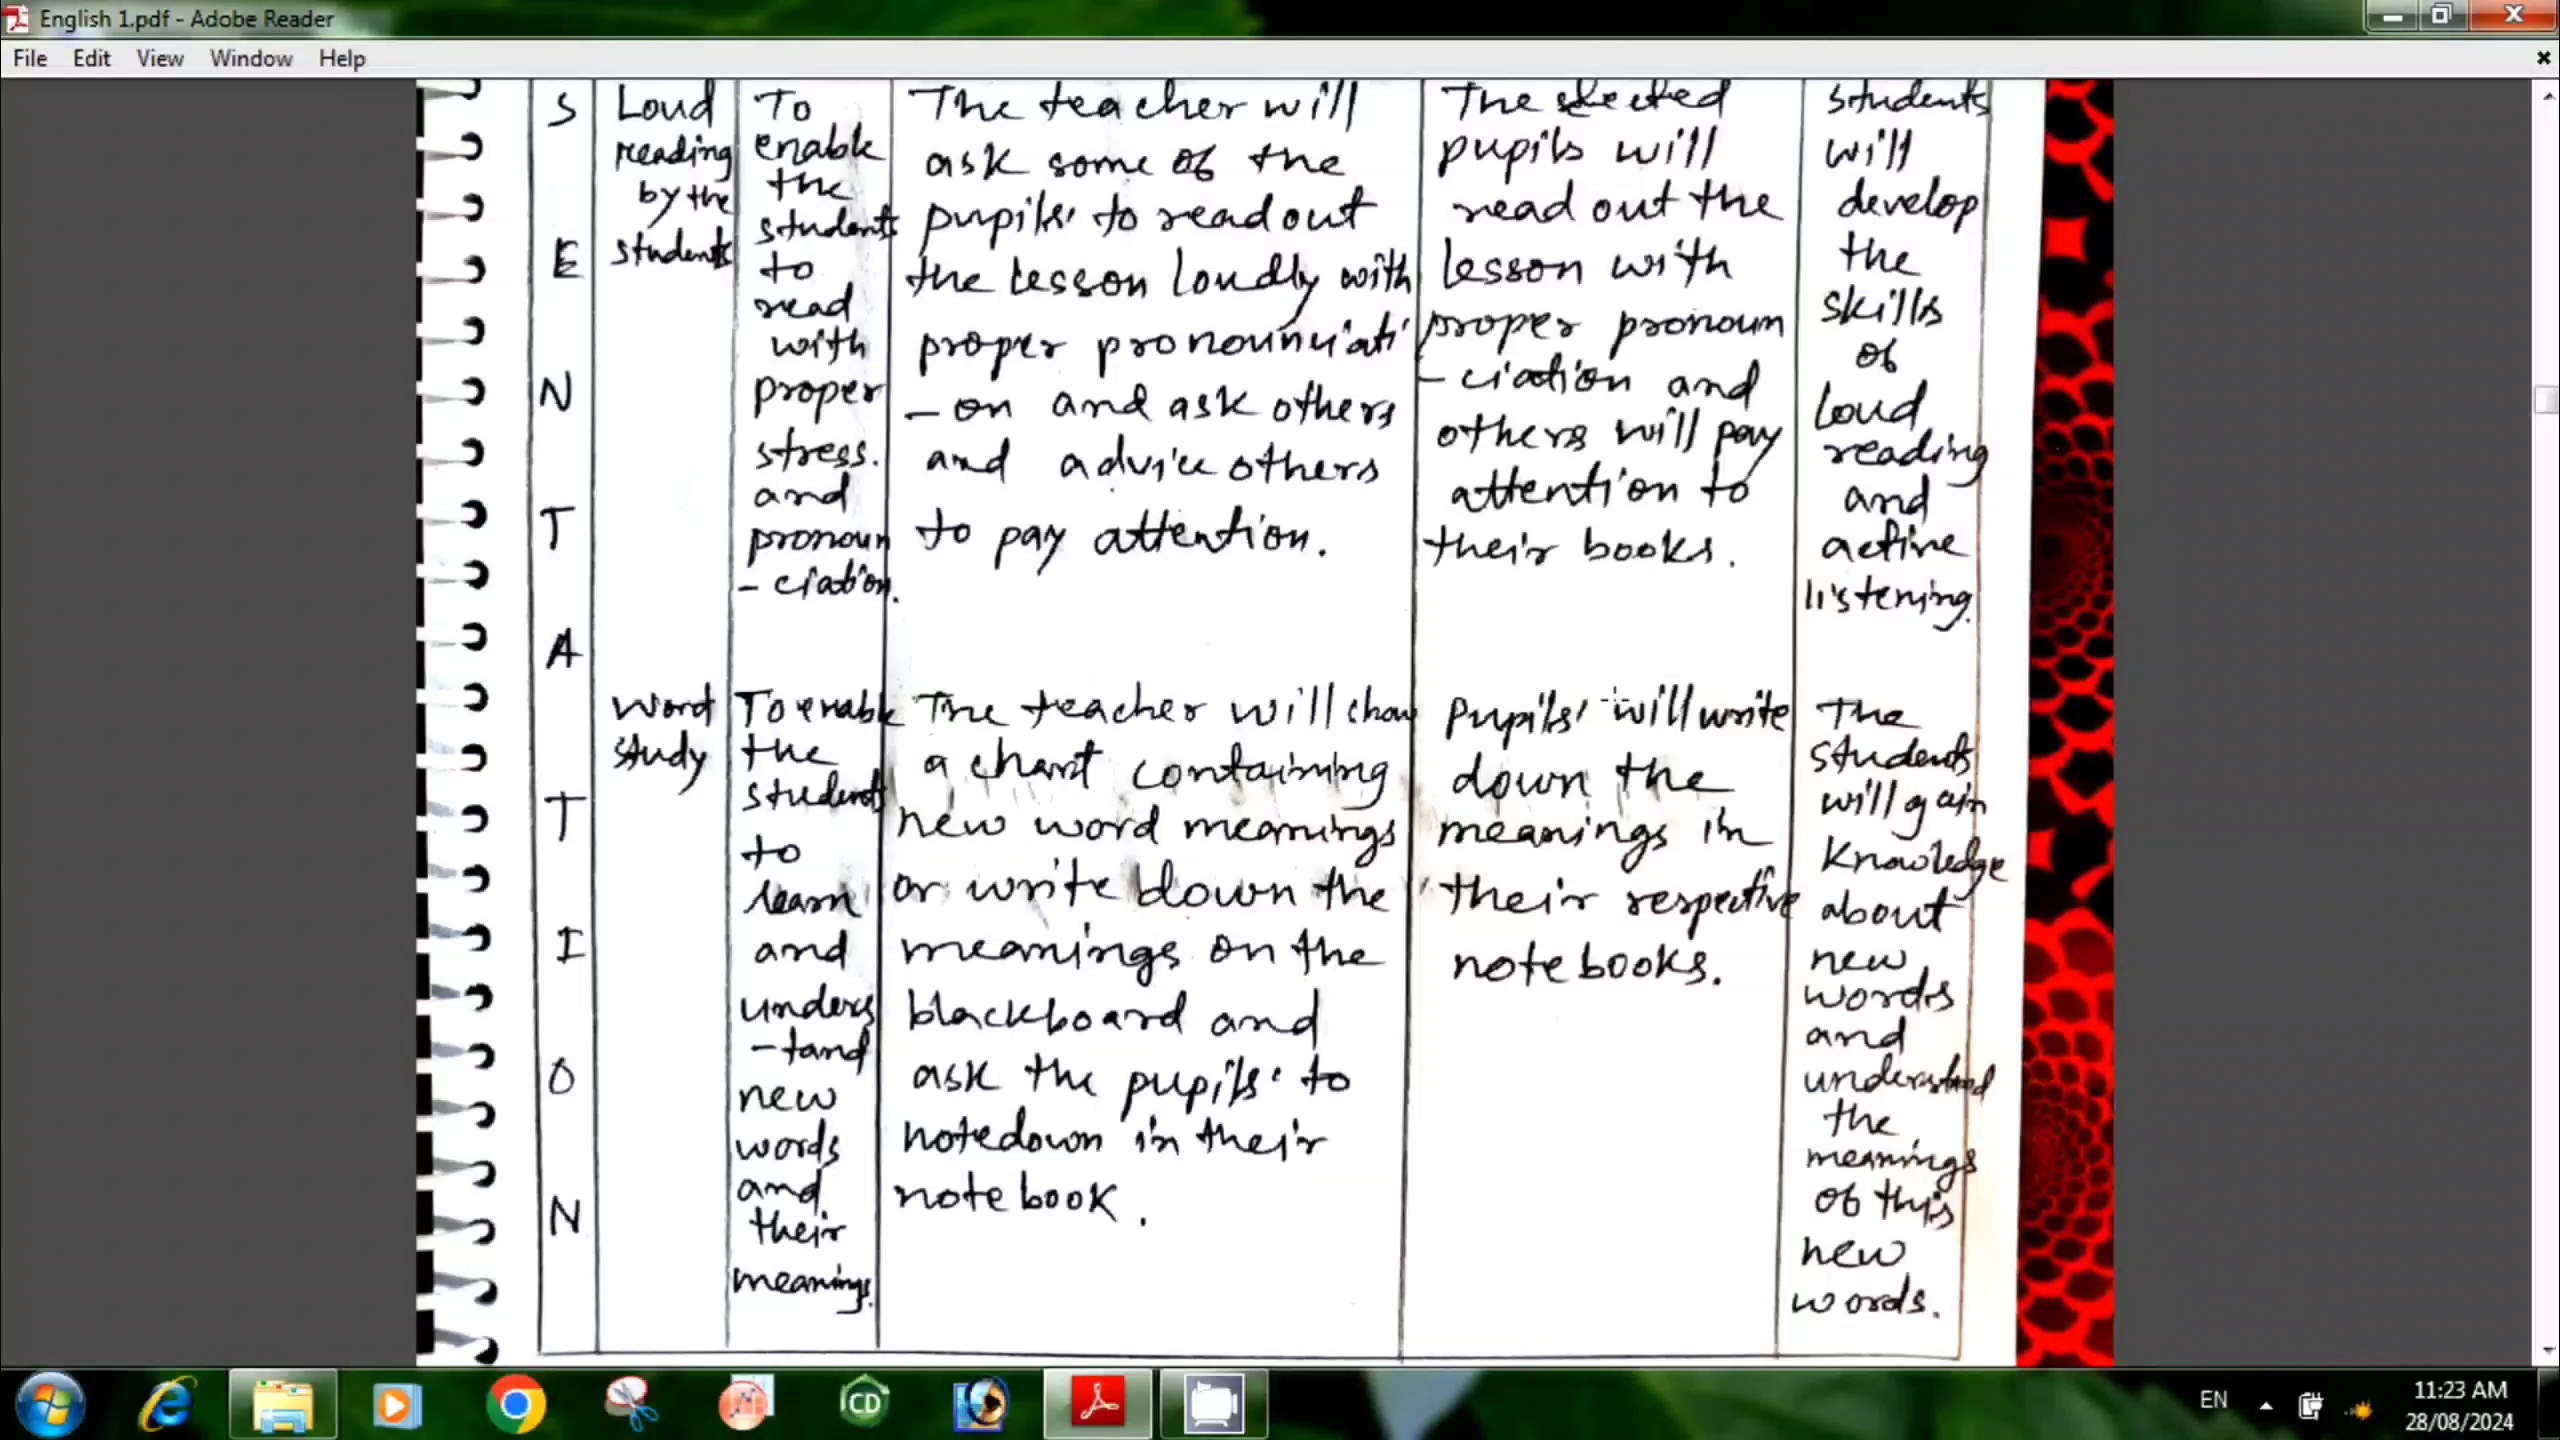 English 1.pdf - Adobe Reader
File Edit View Window Help
S
E
N
T
A
T
I
O
N
Loud
reading
by the
students
To
enable
the
students
to
read
with
proper
stress.
and
pronoun
- ciation.
The teacher will
ask some of the
pupils' to read out
the lesson loudly with
proper pronounciati
- on and ask others
and advice others
to pay attention.
The slected
pupils will
read out the
lesson with
proper pronoun
- ciation and
others will pay
attention to
their books.
students
will
develop
the
skills
of
loud
reading
and
active
listening.
word
study
To enable
the
students
to
learn
and
unders
- tand
new
words
and
their
meanings.
The teacher will show
a chart containing
new word meanings
or write down the
meanings on the
blackboard and
ask the pupils' to
notedown in their
notebook.
Pupils' will write
down the
meanings in
their respective
notebooks.
The
students
will gain
knowledge
about
new
words
and
understand
the
meanings
of this
new
words.
CD
EN
11:23 AM
28/08/2024